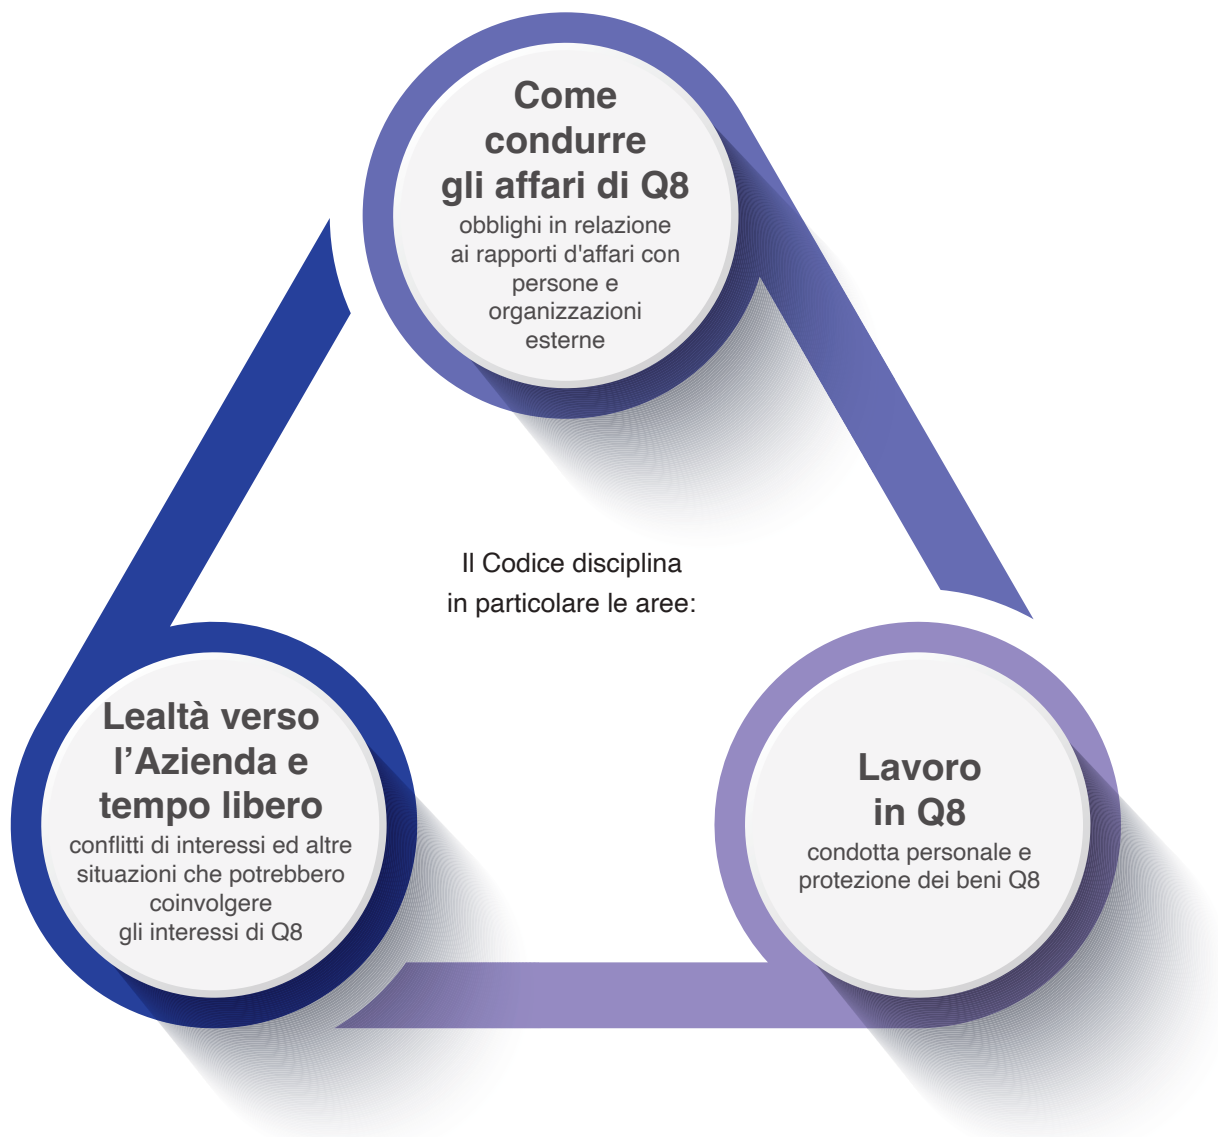 Come
condurre
gli affari di Q8
obblighi in relazione
ai rapporti d'affari con
persone e
organizzazioni
esterne
Il Codice disciplina
in particolare le aree:
Lealtà verso
l’Azienda e
tempo libero
conflitti di interessi ed altre
situazioni che potrebbero
coinvolgere
gli interessi di Q8
Lavoro
in Q8
condotta personale e
protezione dei beni Q8